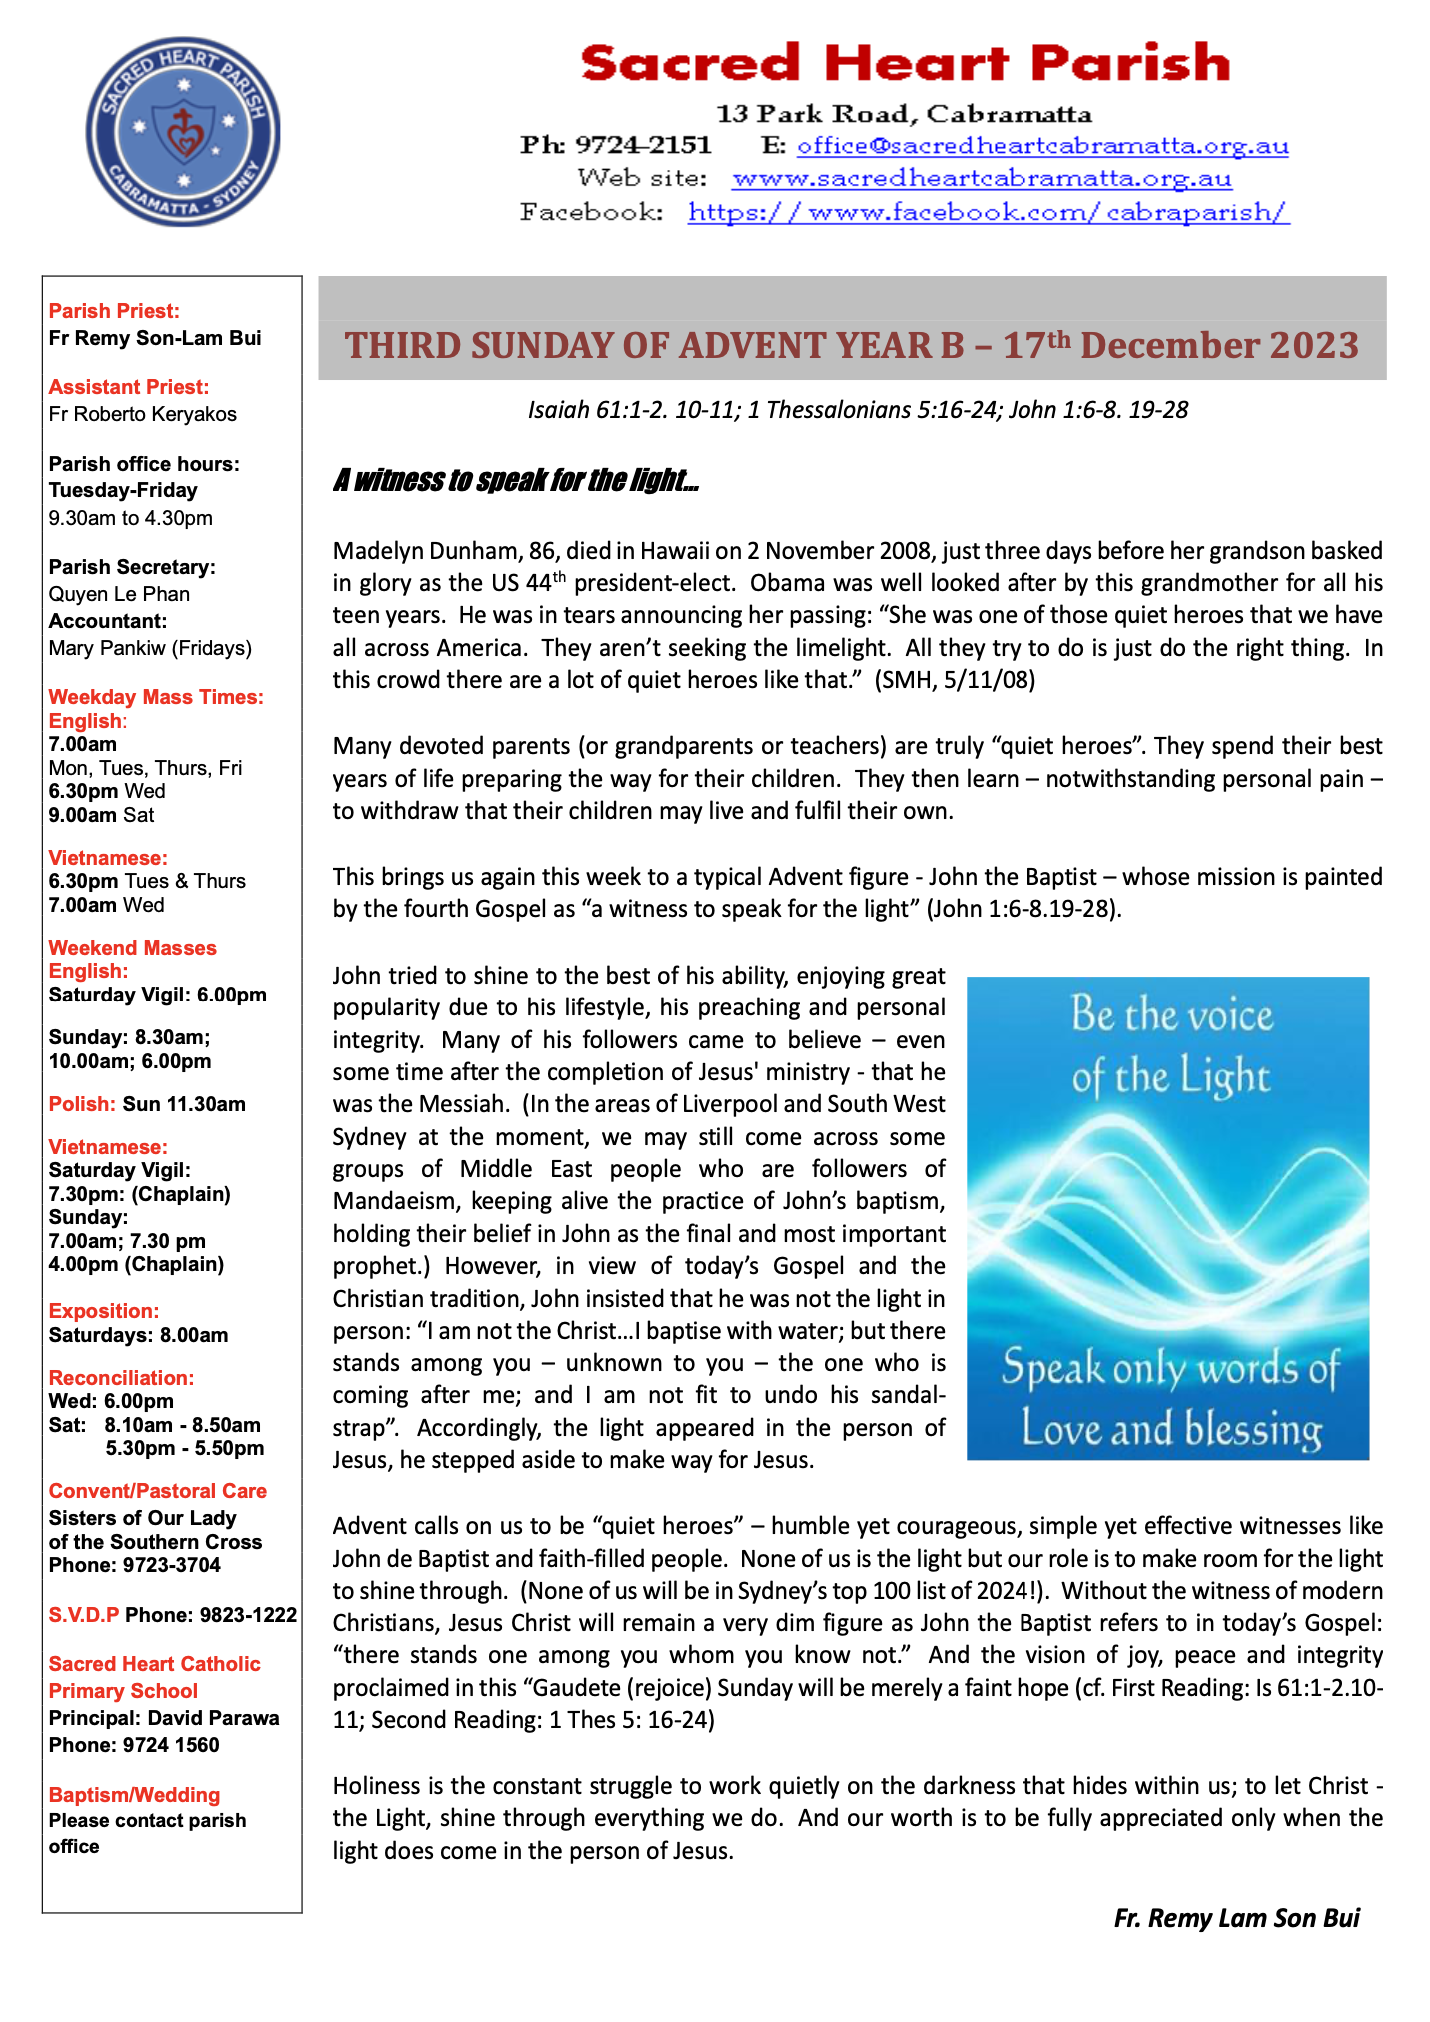 SACRED HEART PARISH
CABRAMATTA - SYDNEY
Sacred Heart Parish
13 Park Road, Cabramatta
Ph: 9724-2151 E: office@sacredheartcabramatta.org.au
Web site: www.sacredheartcabramatta.org.au
Facebook: https://www.facebook.com/cabraparish/
Parish Priest:
Fr Remy Son-Lam Bui
Assistant Priest:
Fr Roberto Keryakos
Parish office hours:
Tuesday-Friday
9.30am to 4.30pm
Parish Secretary:
Quyen Le Phan
Accountant:
Mary Pankiw (Fridays)
Weekday Mass Times:
English:
7.00am
Mon, Tues, Thurs, Fri
6.30pm Wed
9.00am Sat
Vietnamese:
6.30pm Tues & Thurs
7.00am Wed
Weekend Masses
English:
Saturday Vigil: 6.00pm
Sunday: 8.30am;
10.00am; 6.00pm
Polish: Sun 11.30am
Vietnamese:
Saturday Vigil:
7.30pm: (Chaplain)
Sunday:
7.00am; 7.30 pm
4.00pm (Chaplain)
Exposition:
Saturdays: 8.00am
Reconciliation:
Wed: 6.00pm
Sat: 8.10am - 8.50am
5.30pm - 5.50pm
Convent/Pastoral Care
Sisters of Our Lady
of the Southern Cross
Phone: 9723-3704
S.V.D.P Phone: 9823-1222
Sacred Heart Catholic
Primary School
Principal: David Parawa
Phone: 9724 1560
Baptism/Wedding
Please contact parish
office
THIRD SUNDAY OF ADVENT YEAR B – 17th December 2023
Isaiah 61:1-2. 10-11; 1 Thessalonians 5:16-24; John 1:6-8. 19-28
A witness to speak for the light...
Madelyn Dunham, 86, died in Hawaii on 2 November 2008, just three days before her grandson basked
in glory as the US 44th president-elect. Obama was well looked after by this grandmother for all his
teen years. He was in tears announcing her passing: “She was one of those quiet heroes that we have
all across America. They aren’t seeking the limelight. All they try to do is just do the right thing. In
this crowd there are a lot of quiet heroes like that.” (SMH, 5/11/08)
Many devoted parents (or grandparents or teachers) are truly “quiet heroes”. They spend their best
years of life preparing the way for their children. They then learn – notwithstanding personal pain –
to withdraw that their children may live and fulfil their own.
This brings us again this week to a typical Advent figure - John the Baptist – whose mission is painted
by the fourth Gospel as “a witness to speak for the light” (John 1:6-8.19-28).
John tried to shine to the best of his ability, enjoying great
popularity due to his lifestyle, his preaching and personal
integrity. Many of his followers came to believe – even
some time after the completion of Jesus' ministry - that he
was the Messiah. (In the areas of Liverpool and South West
Sydney at the moment, we may still come across some
groups of Middle East people who are followers of
Mandaeism, keeping alive the practice of John’s baptism,
holding their belief in John as the final and most important
prophet.) However, in view of today’s Gospel and the
Christian tradition, John insisted that he was not the light in
person: “I am not the Christ…I baptise with water; but there
stands among you – unknown to you – the one who is
coming after me; and I am not fit to undo his sandal-
strap”. Accordingly, the light appeared in the person of
Jesus, he stepped aside to make way for Jesus.
Be the voice
of the Light
Speak only words of
Love and blessing
Advent calls on us to be “quiet heroes” – humble yet courageous, simple yet effective witnesses like
John de Baptist and faith-filled people. None of us is the light but our role is to make room for the light
to shine through. (None of us will be in Sydney’s top 100 list of 2024!). Without the witness of modern
Christians, Jesus Christ will remain a very dim figure as John the Baptist refers to in today’s Gospel:
“there stands one among you whom you know not.” And the vision of joy, peace and integrity
proclaimed in this “Gaudete (rejoice) Sunday will be merely a faint hope (cf. First Reading: Is 61:1-2.10-
11; Second Reading: 1 Thes 5: 16-24)
Holiness is the constant struggle to work quietly on the darkness that hides within us; to let Christ -
the Light, shine through everything we do. And our worth is to be fully appreciated only when the
light does come in the person of Jesus.
Fr. Remy Lam Son Bui